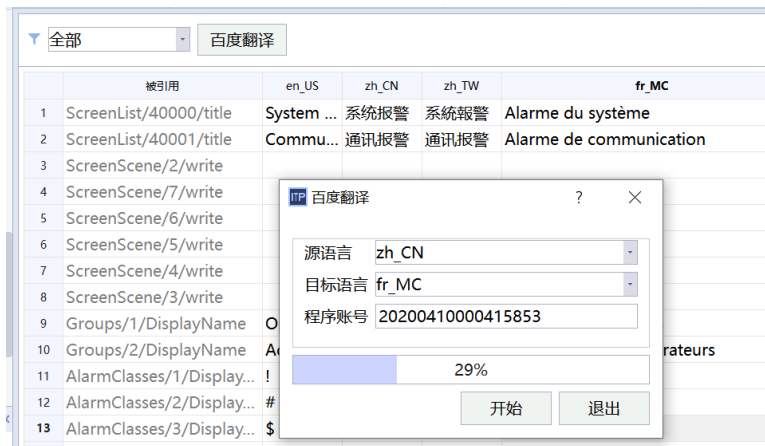 全部 百度翻译
被引用 en_US zh_CN zh_TW fr_MC
1 ScreenList/40000/title System ... 系统报警 系統報警 Alarme du système
2 ScreenList/40001/title Commu... 通讯报警 通讯报警 Alarme de communication
3 ScreenScene/2/write
4 ScreenScene/7/write
5 ScreenScene/6/write
6 ScreenScene/5/write
7 ScreenScene/4/write
8 ScreenScene/3/write
9 Groups/1/DisplayName O
10 Groups/2/DisplayName A rateurs
11 AlarmClasses/1/Display... !
12 AlarmClasses/2/Display... #
13 AlarmClasses/3/Display... $
ITP 百度翻译 ?
源语言 zh_CN
目标语言 fr_MC
程序账号 20200410000415853
29%
开始 退出